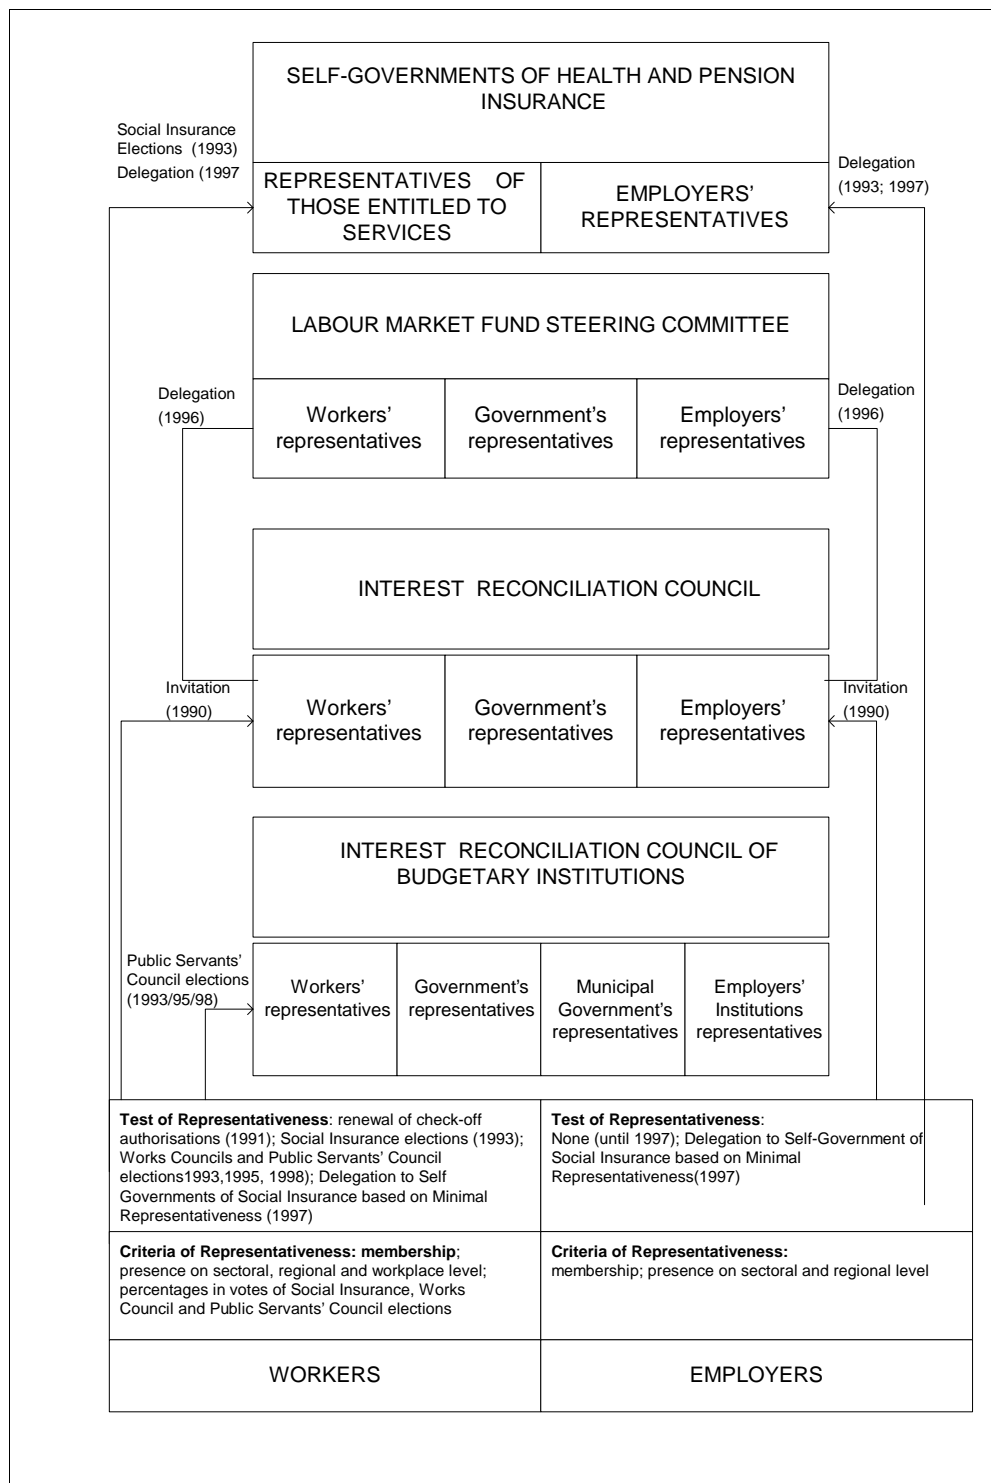 SELF-GOVERNMENTS OF HEALTH AND PENSION
INSURANCE
Social Insurance
Elections (1993)
Delegation (1997
REPRESENTATIVES OF
THOSE ENTITLED TO
SERVICES
EMPLOYERS'
REPRESENTATIVES
Delegation
(1993; 1997)
LABOUR MARKET FUND STEERING COMMITTEE
Delegation
(1996)
Workers'
representatives
Government's
representatives
Employers'
representatives
Delegation
(1996)
INTEREST RECONCILIATION COUNCIL
Invitation
(1990)
Workers'
representatives
Government's
representatives
Employers'
representatives
Invitation
(1990)
INTEREST RECONCILIATION COUNCIL OF
BUDGETARY INSTITUTIONS
Public Servants'
Council elections
(1993/95/98)
Workers'
representatives
Government's
representatives
Municipal
Government's
representatives
Employers'
Institutions
representatives
Test of Representativeness: renewal of check-off
authorisations (1991); Social Insurance elections (1993);
Works Councils and Public Servants' Council
elections1993,1995, 1998); Delegation to Self
Governments of Social Insurance based on Minimal
Representativeness (1997)
Test of Representativeness:
None (until 1997); Delegation to Self-Government of
Social Insurance based on Minimal
Representativeness(1997)
Criteria of Representativeness: membership;
presence on sectoral, regional and workplace level;
percentages in votes of Social Insurance, Works
Council and Public Servants' Council elections
Criteria of Representativeness:
membership; presence on sectoral and regional level
WORKERS
EMPLOYERS